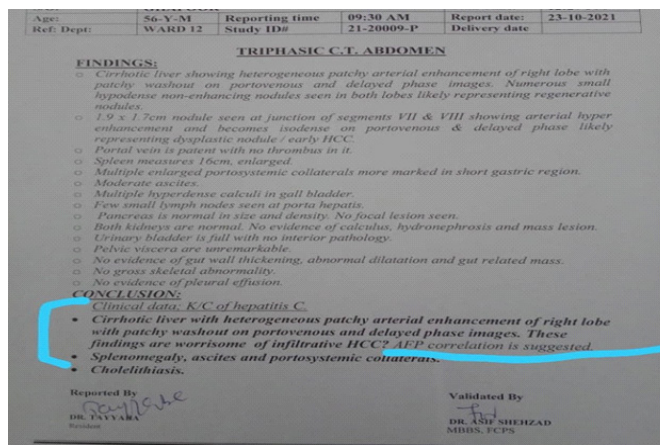 Age: 56-Y-M Reporting time 09:30 AM Report date: 23-10-2021
Ref: Dept: WARD 12 Study ID# 21-20009-P Delivery date
TRIPHASIC C.T. ABDOMEN
FINDINGS:
Cirrhotic liver showing heterogeneous patchy arterial enhancement of right lobe with
patchy washout on portovenous and delayed phase images. Numerous small
hypodense non-enhancing nodules seen in both lobes likely representing regenerative
nodules.
1.9 x 1.7cm nodule seen at junction of segments VII & VIII showing arterial hyper
enhancement and becomes isodense on portovenous & delayed phase likely
representing dysplastic nodule / early HCC.
Portal vein is patent with no thrombus in it.
Spleen measures 16cm, enlarged.
Multiple enlarged portosystemic collaterals more marked in short gastric region.
Moderate ascites.
Multiple hyperdense calculi in gall bladder.
Few small lymph nodes seen at porta hepatis.
Pancreas is normal in size and density. No focal lesion seen.
Both kidneys are normal. No evidence of calculus, hydronephrosis and mass lesion.
Urinary bladder is full with no interior pathology.
Pelvic viscera are unremarkable.
No evidence of gut wall thickening, abnormal dilatation and gut related mass.
No gross skeletal abnormality.
No evidence of pleural effusion.
CONCLUSION:
Clinical data: K/C of hepatitis C.
Cirrhotic liver with heterogeneous patchy arterial enhancement of right lobe
with patchy washout on portovenous and delayed phase images. These
findings are worrisome of infiltrative HCC? AFP correlation is suggested.
Splenomegaly, ascites and portosystemic collaterals.
Cholelithiasis.
Reported By Validated By
DR. TAYYABA DR. ASIF SHEHZAD
Resident MBBS, FCPS